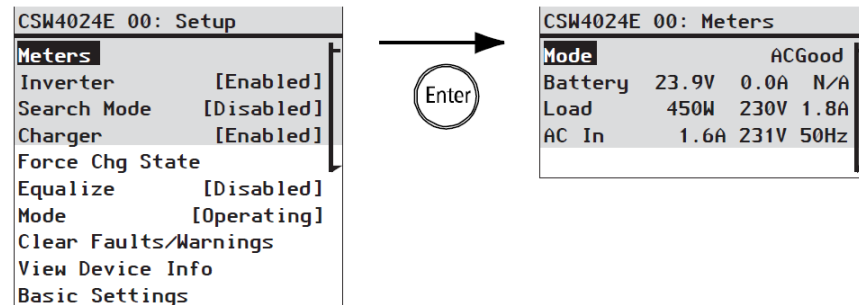 CSW4024E 00: Setup
Meters
Inverter [Enabled]
Search Mode [Disabled]
Charger [Enabled]
Force Chg State
Equalize [Disabled]
Mode [Operating]
Clear Faults/Warnings
View Device Info
Basic Settings
Enter
CSW4024E 00: Meters
Mode ACGood
Battery 23.9V 0.0A N/A
Load 450W 230V 1.8A
AC In 1.6A 231V 50Hz